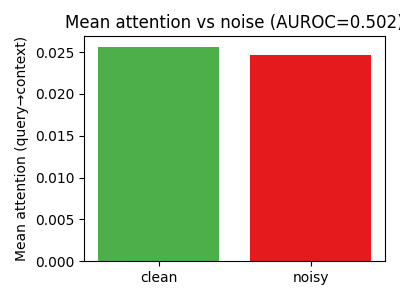 Mean attention vs noise (AUROC=0.502)
Mean attention (query→context)
0.025
0.020
0.015
0.010
0.005
0.000
clean
noisy